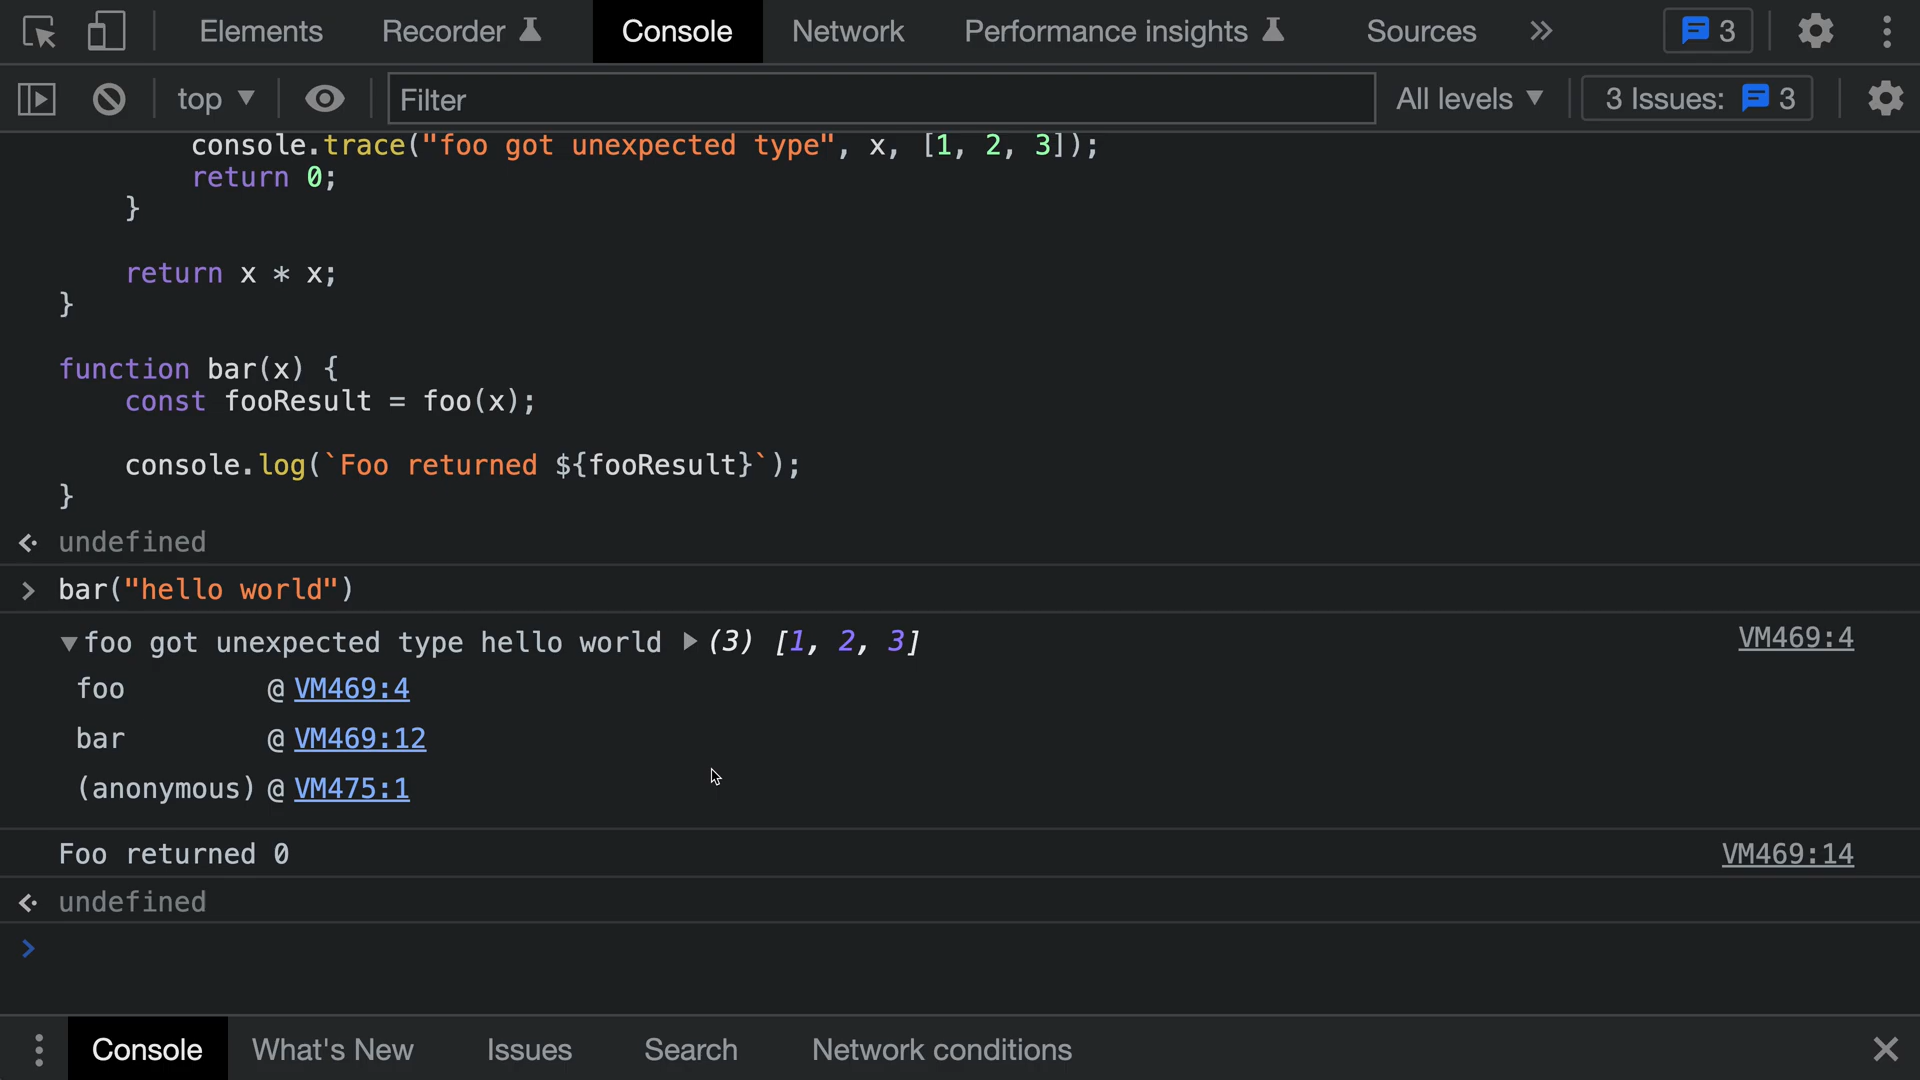 Elements Recorder Console Network Performance insights Sources 3
top Filter All levels 3 Issues: 3
console.trace("foo got unexpected type", x, [1, 2, 3]);
return 0;
}
return x * x;
}
function bar(x) {
const fooResult = foo(x);
console.log(`Foo returned ${fooResult}`);
}
undefined
bar("hello world")
foo got unexpected type hello world (3) [1, 2, 3] VM469:4
foo @ VM469:4
bar @ VM469:12
(anonymous) @ VM475:1
Foo returned 0 VM469:14
undefined
Console What's New Issues Search Network conditions